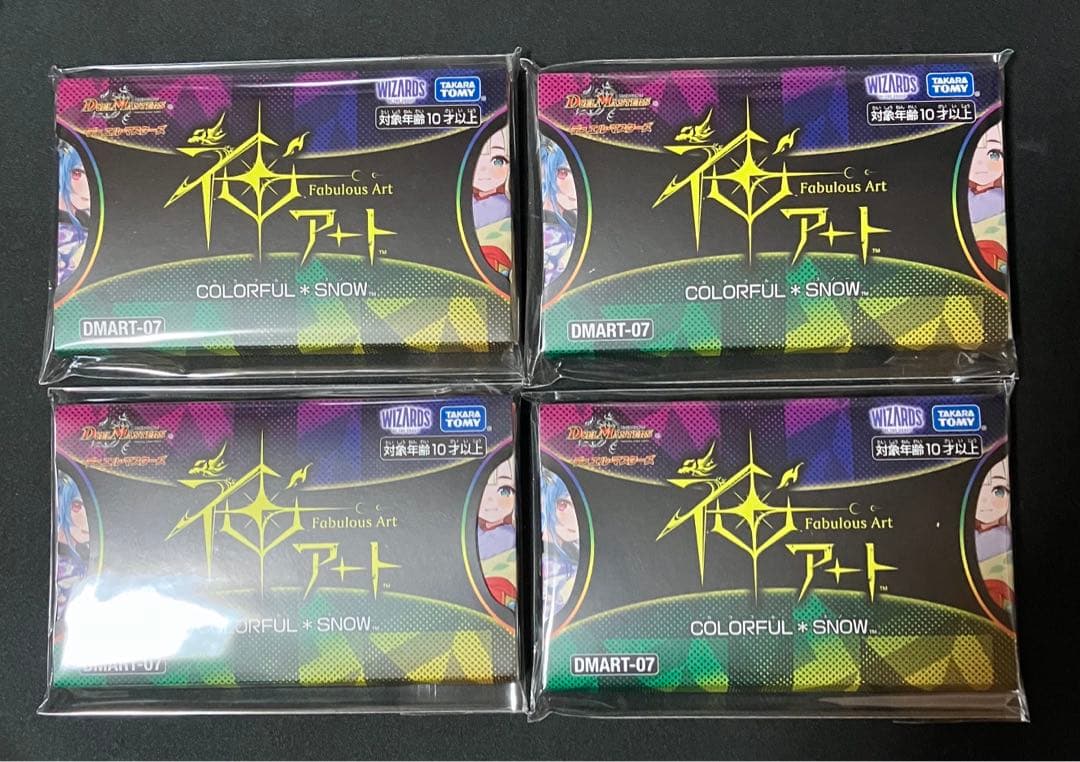 DUEL MASTERS
デュエル・マスターズ
WIZARDS
TAKARA TOMY
対象年齢10才以上
神アート
Fabulous Art
COLORFUL * SNOW™
DMART-07
DUEL MASTERS
デュエル・マスターズ
WIZARDS
TAKARA TOMY
対象年齢10才以上
神アート
Fabulous Art
COLORFUL * SNOW™
DMART-07
DUEL MASTERS
デュエル・マスターズ
WIZARDS
TAKARA TOMY
対象年齢10才以上
神アート
Fabulous Art
COLORFUL * SNOW™
DMART-07
DUEL MASTERS
デュエル・マスターズ
WIZARDS
TAKARA TOMY
対象年齢10才以上
神アート
Fabulous Art
COLORFUL * SNOW™
DMART-07